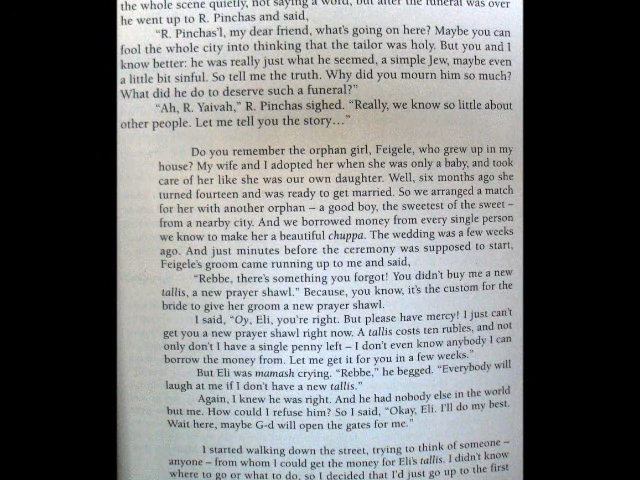 the whole scene quietly, not saying a word, but after the funeral was over
he went up to R. Pinchas and said,
"R. Pinchas'l, my dear friend, what's going on here? Maybe you can
fool the whole city into thinking that the tailor was holy. But you and I
know better: he was really just what he seemed, a simple Jew, maybe even
a little bit sinful. So tell me the truth. Why did you mourn him so much?
What did he do to deserve such a funeral?"
"Ah, R. Yaivah," R. Pinchas sighed. "Really, we know so little about
other people. Let me tell you the story…"
Do you remember the orphan girl, Feigele, who grew up in my
house? My wife and I adopted her when she was only a baby, and took
care of her like she was our own daughter. Well, six months ago she
turned fourteen and was ready to get married. So we arranged a match
for her with another orphan – a good boy, the sweetest of the sweet –
from a nearby city. And we borrowed money from every single person
we know to make her a beautiful chuppa. The wedding was a few weeks
ago. And just minutes before the ceremony was supposed to start,
Feigele's groom came running up to me and said,
"Rebbe, there's something you forgot! You didn't buy me a new
tallis, a new prayer shawl." Because, you know, it's the custom for the
bride to give her groom a new prayer shawl.
I said, "Oy, Eli, you're right. But please have mercy! I just can't
get you a new prayer shawl right now. A tallis costs ten rubles, and not
only don't I have a single penny left – I don't even know anybody I can
borrow the money from. Let me get it for you in a few weeks."
But Eli was mamash crying. "Rebbe," he begged. "Everybody will
laugh at me if I don't have a new tallis."
Again, I knew he was right. And he had nobody else in the world
but me. How could I refuse him? So I said, "Okay, Eli. I'll do my best.
Wait here, maybe G-d will open the gates for me."
I started walking down the street, trying to think of someone –
anyone – from whom I could get the money for Eli's tallis. I didn't know
where to go or what to do, so I decided that I'd just go up to the first